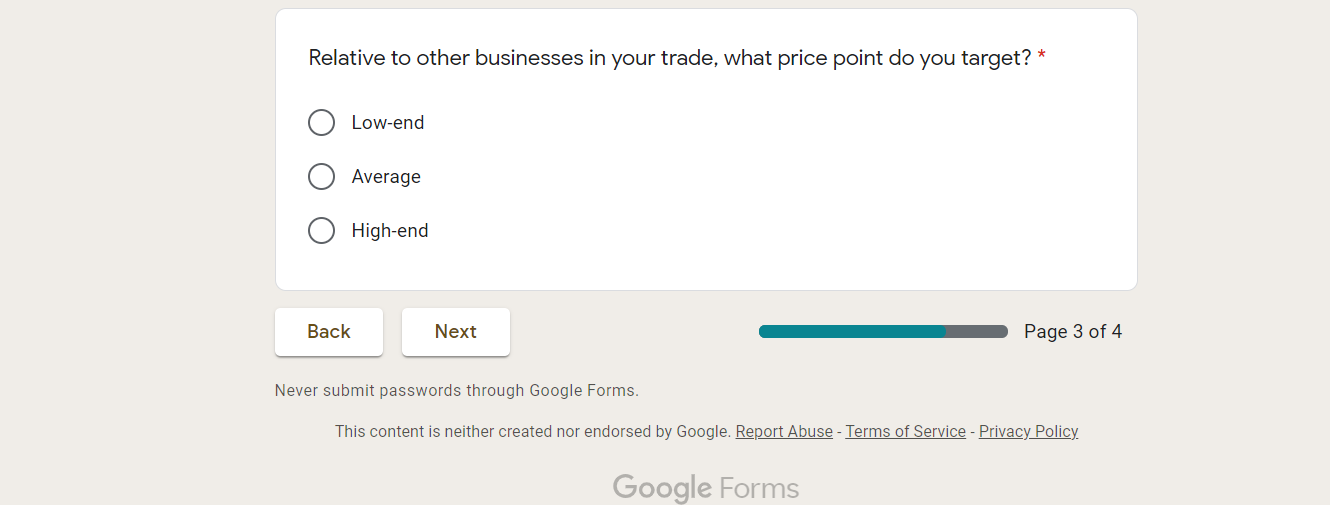 Relative to other businesses in your trade, what price point do you target? *
Low-end
Average
High-end
Back Next Page 3 of 4
Never submit passwords through Google Forms.
This content is neither created nor endorsed by Google. Report Abuse - Terms of Service - Privacy Policy
Google Forms